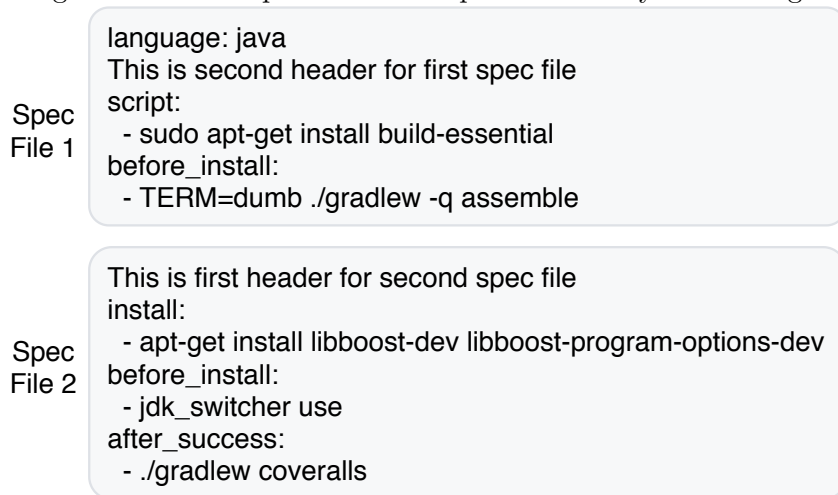 Spec
File 1
language: java
This is second header for first spec file
script:
- sudo apt-get install build-essential
before_install:
- TERM=dumb ./gradlew -q assemble
Spec
File 2
This is first header for second spec file
install:
- apt-get install libboost-dev libboost-program-options-dev
before_install:
- jdk_switcher use
after_success:
- ./gradlew coveralls